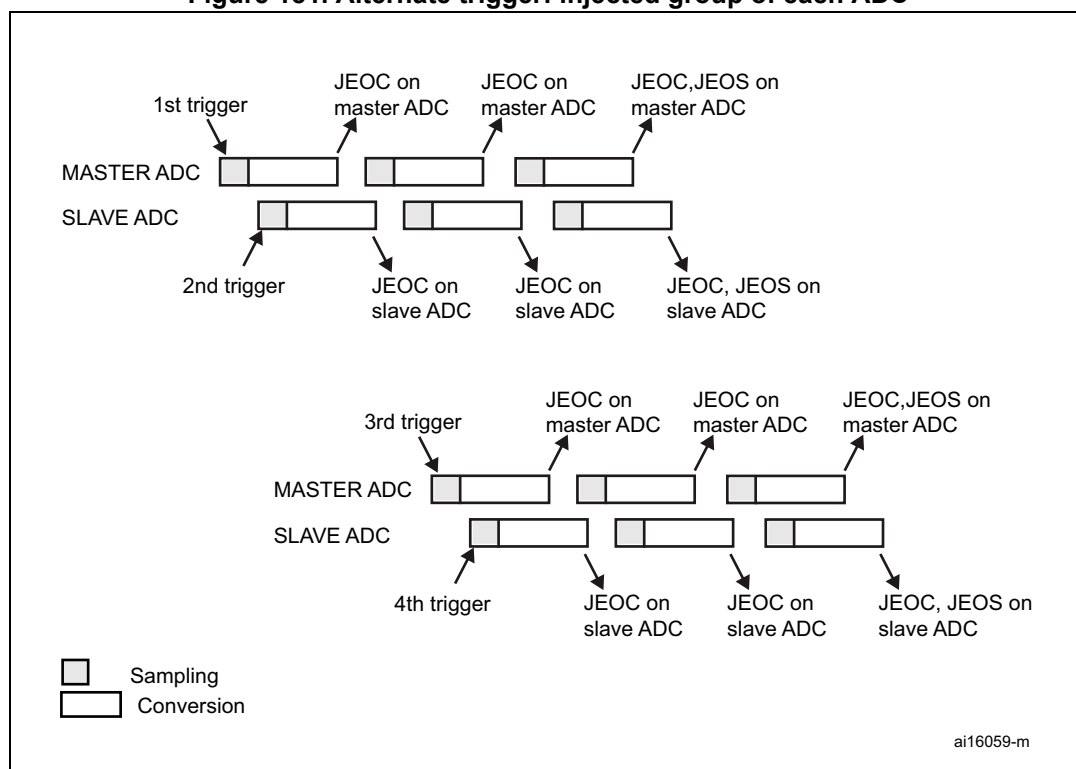 Figure 131. Alternate trigger: injected group of each ADC
1st trigger
JEOC on
master ADC
JEOC on
master ADC
JEOC,JEOS on
master ADC
MASTER ADC
SLAVE ADC
2nd trigger
JEOC on
slave ADC
JEOC on
slave ADC
JEOC, JEOS on
slave ADC
3rd trigger
JEOC on
master ADC
JEOC on
master ADC
JEOC,JEOS on
master ADC
MASTER ADC
SLAVE ADC
4th trigger
JEOC on
slave ADC
JEOC on
slave ADC
JEOC, JEOS on
slave ADC
Sampling
Conversion
ai16059-m